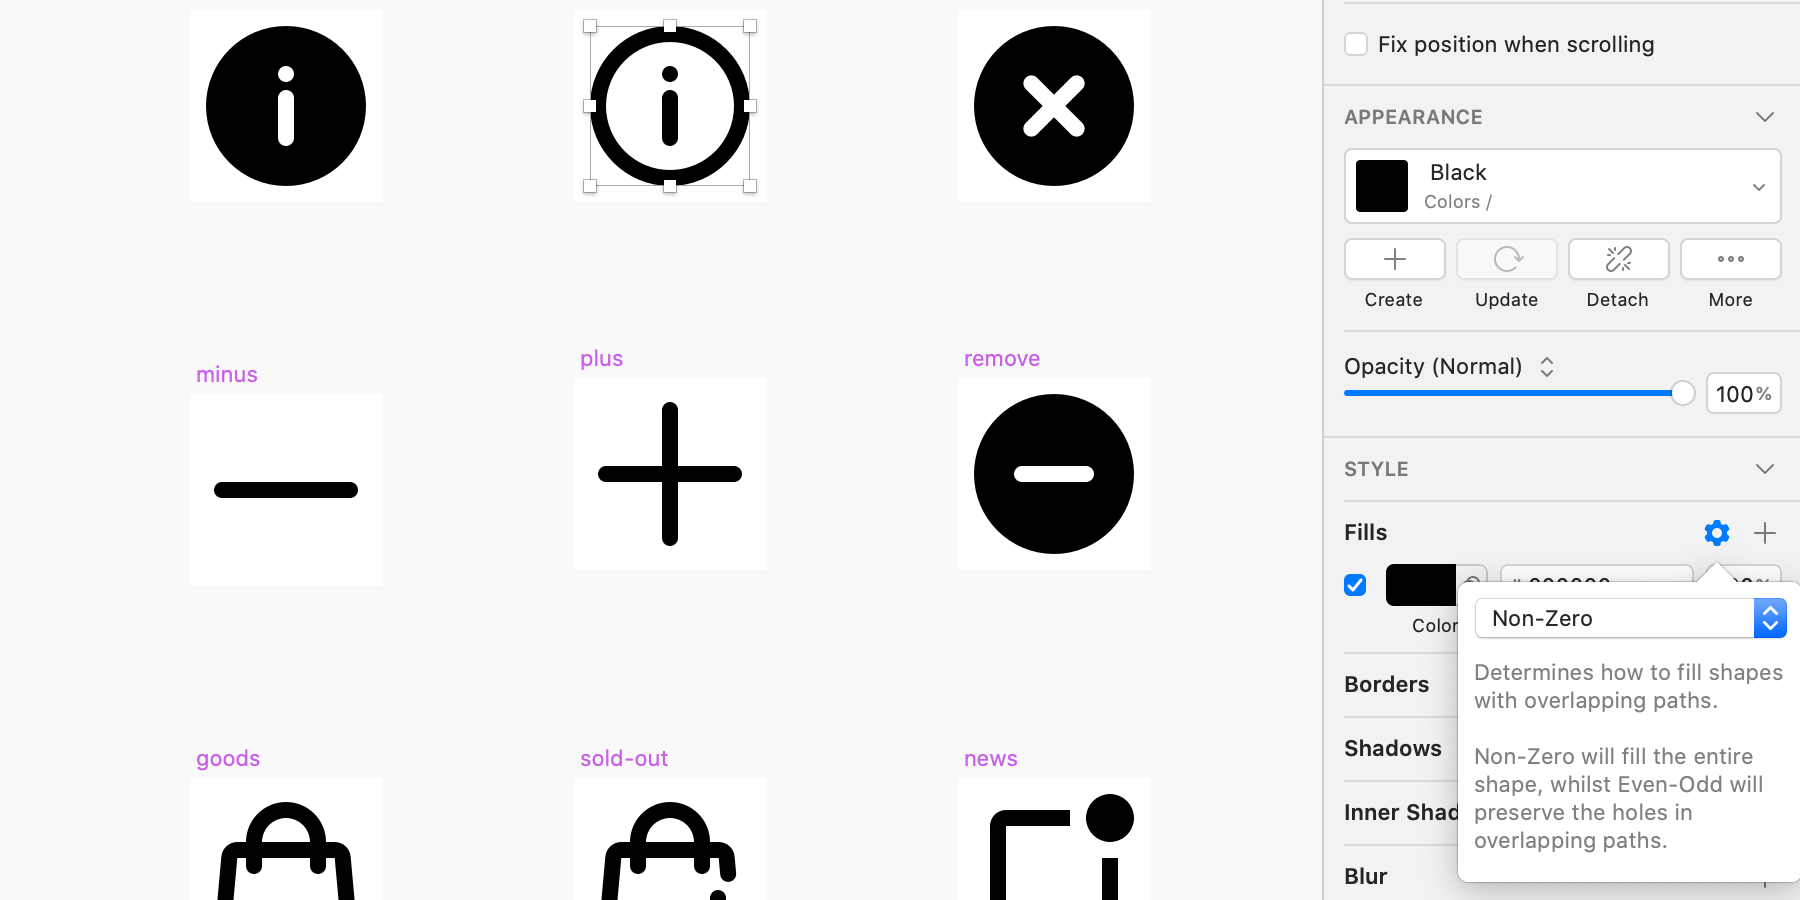 Fix position when scrolling
APPEARANCE
Black
Colors /
Create
Update
Detach
More
Opacity (Normal)
100%
STYLE
Fills
Color
Non-Zero
Determines how to fill shapes
with overlapping paths.
Non-Zero will fill the entire
shape, whilst Even-Odd will
preserve the holes in
overlapping paths.
Borders
Shadows
Inner Shad
Blur
minus
plus
remove
goods
sold-out
news